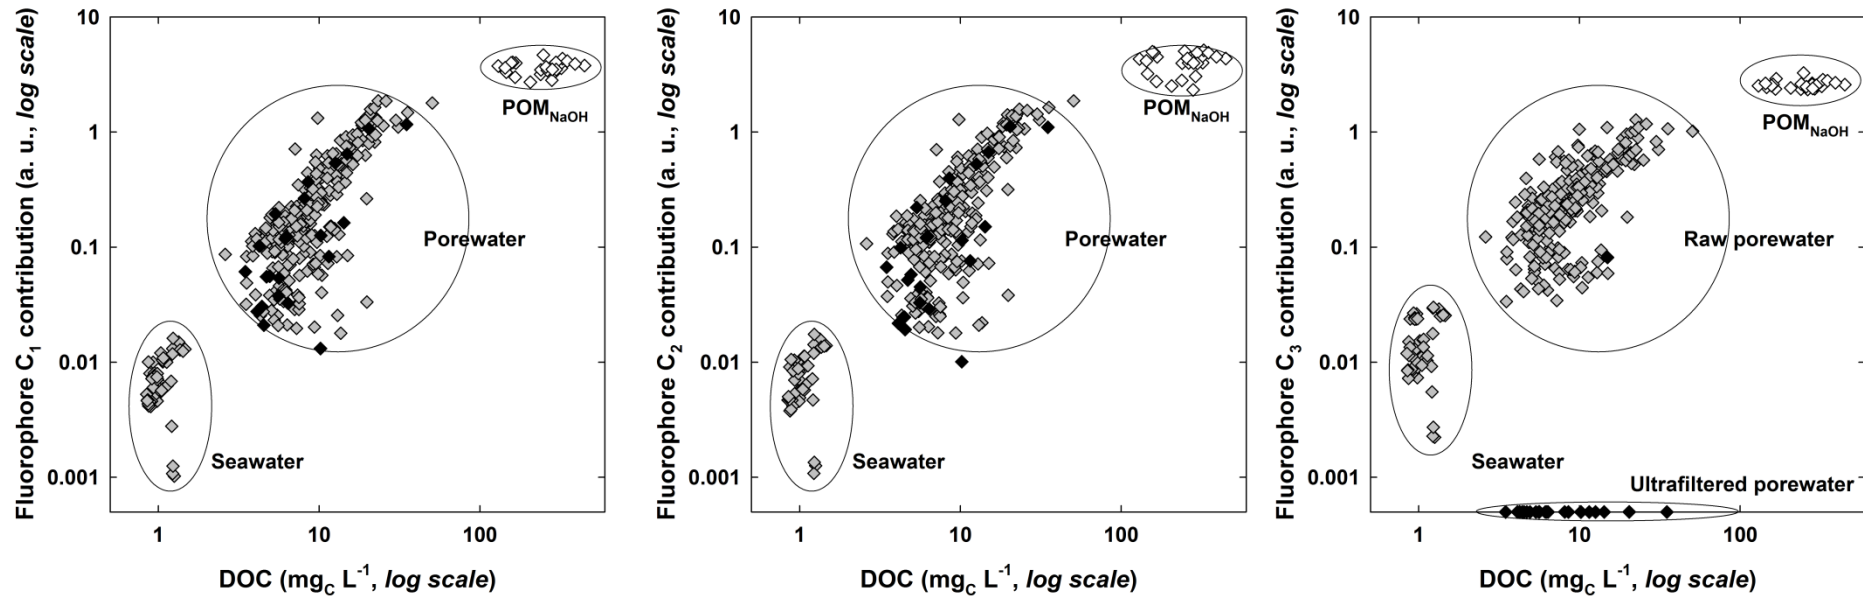 Fluorophore C1 contribution (a. u., log scale)
10
1
0.1
0.01
0.001
POMNaOH
Porewater
Seawater
1 10 100
DOC (mgC L-1, log scale)
Fluorophore C2 contribution (a. u., log scale)
10
1
0.1
0.01
0.001
POMNaOH
Porewater
Seawater
1 10 100
DOC (mgC L-1, log scale)
Fluorophore C3 contribution (a. u., log scale)
10
1
0.1
0.01
0.001
POMNaOH
Raw porewater
Seawater
Ultrafiltered porewater
1 10 100
DOC (mgC L-1, log scale)